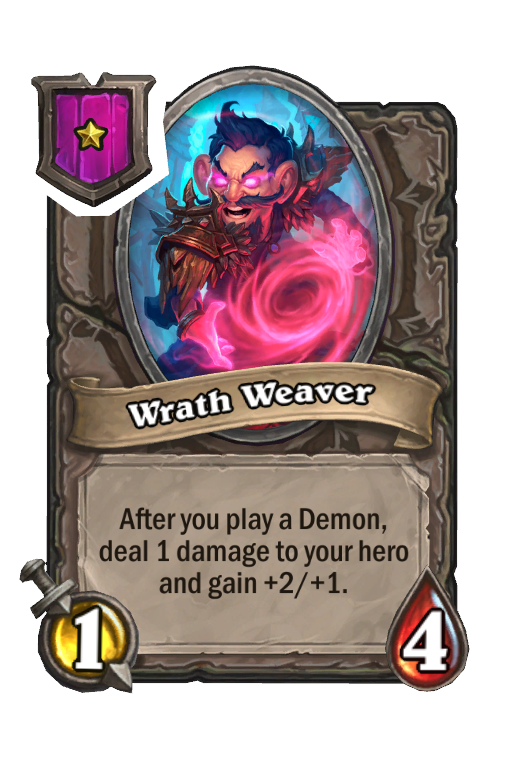 Wrath Weaver
After you play a Demon,
deal 1 damage to your hero
and gain +2/+1.
1
4